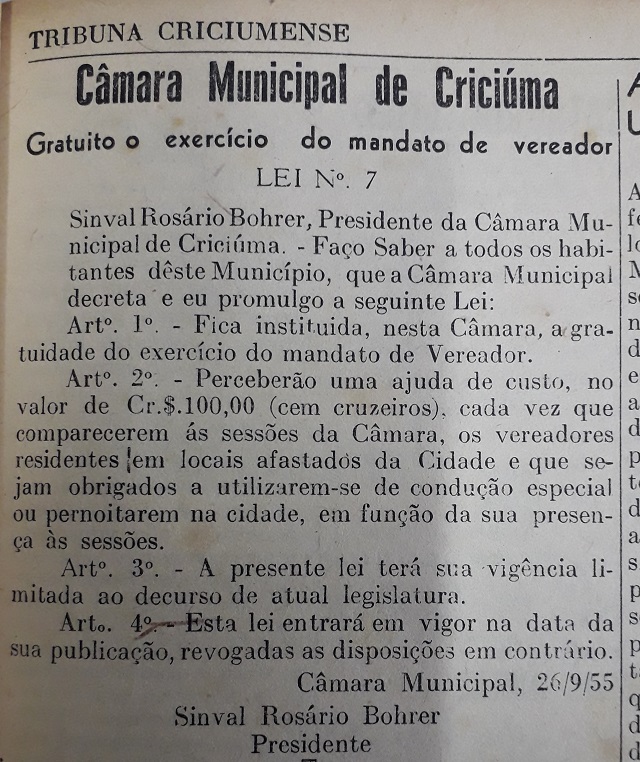 TRIBUNA CRICIUMENSE
Câmara Municipal de Criciúma
Gratuito o exercício do mandato de vereador
LEI Nº. 7
Sinval Rosário Bohrer, Presidente da Câmara Mu-
nicipal de Criciúma. - Faço Saber a todos os habi-
tantes dêste Município, que a Câmara Municipal
decreta e eu promulgo a seguinte Lei:
Artº. 1º. - Fica instituida, nesta Câmara, a gra-
tuidade do exercício do mandato de Vereador.
Artº. 2º. - Perceberão uma ajuda de custo, no
valor de Cr.$.100,00 (cem cruzeiros), cada vez que
comparecerem ás sessões da Câmara, os vereadores
residentes em locais afastados da Cidade e que se-
jam obrigados a utilizarem-se de condução especial
ou pernoitarem na cidade, em função da sua presen-
ça às sessões.
Artº. 3º. - A presente lei terá sua vigência li-
mitada ao decurso de atual legislatura.
Arto. 4º. - Esta lei entrará em vigor na data da
sua publicação, revogadas as disposições em contrário.
Câmara Municipal, 26/9/55
Sinval Rosário Bohrer
Presidente